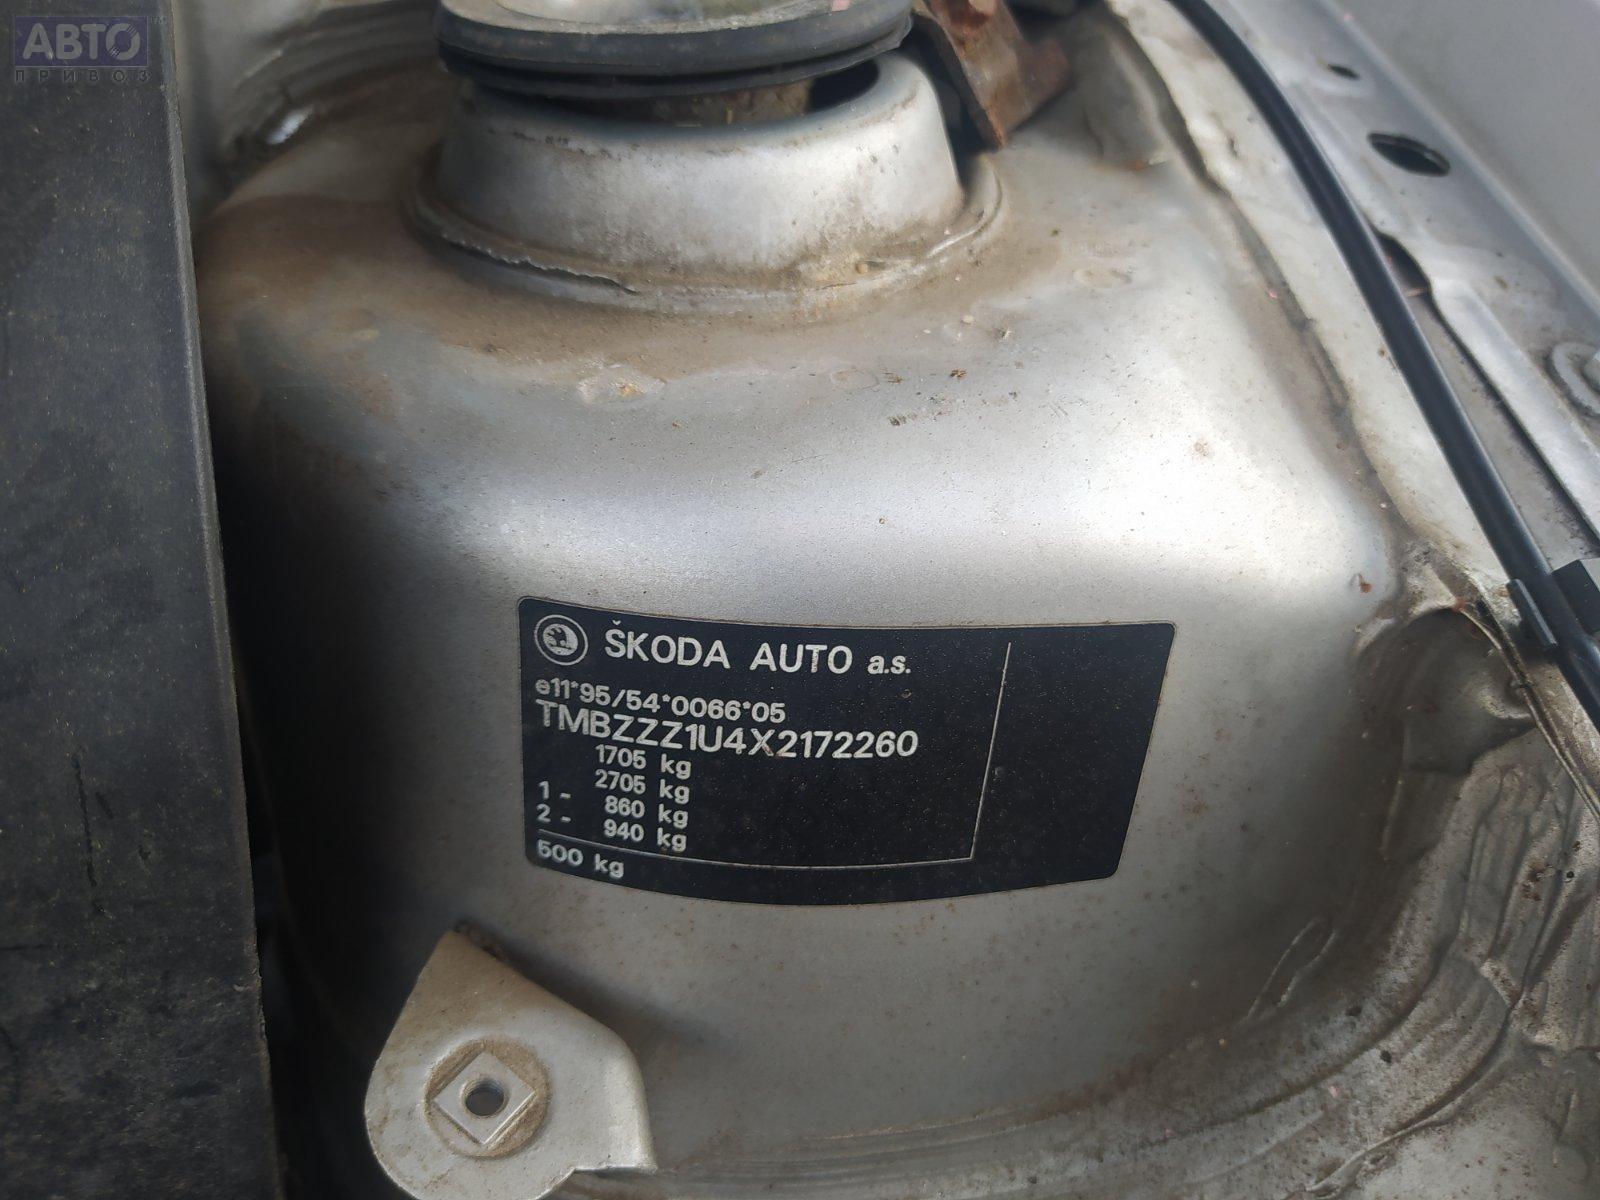 АВТО
ПРИВОЗ
ŠKODA AUTO a.s.
e11*95/54*0066*05
TMBZZZ1U4X2172260
1705 kg
2705 kg
1 - 860 kg
2 - 940 kg
500 kg